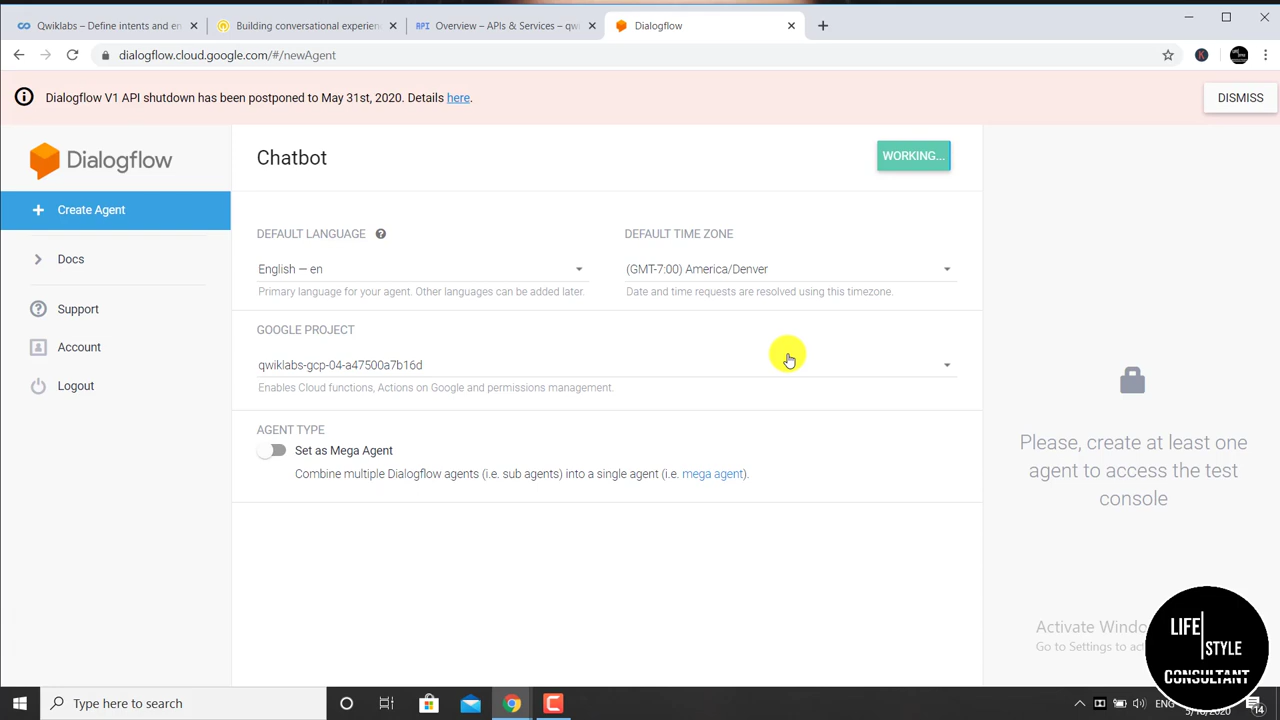 Qwiklabs – Define intents and en
Building conversational experien
API Overview – APIs & Services – qwi
Dialogflow
dialogflow.cloud.google.com/#/newAgent
K
Dialogflow V1 API shutdown has been postponed to May 31st, 2020. Details here.
DISMISS
Dialogflow
Chatbot
WORKING...
Create Agent
DEFAULT LANGUAGE
DEFAULT TIME ZONE
Docs
English – en
(GMT-7:00) America/Denver
Primary language for your agent. Other languages can be added later.
Date and time requests are resolved using this timezone.
Support
GOOGLE PROJECT
Account
qwiklabs-gcp-04-a47500a7b16d
Enables Cloud functions, Actions on Google and permissions management.
Logout
AGENT TYPE
Set as Mega Agent
Combine multiple Dialogflow agents (i.e. sub agents) into a single agent (i.e. mega agent).
Please, create at least one
agent to access the test
console
Activate Windo
Go to Settings to act
LIFE
STYLE
CONSULTANT
Type here to search
ENG
14